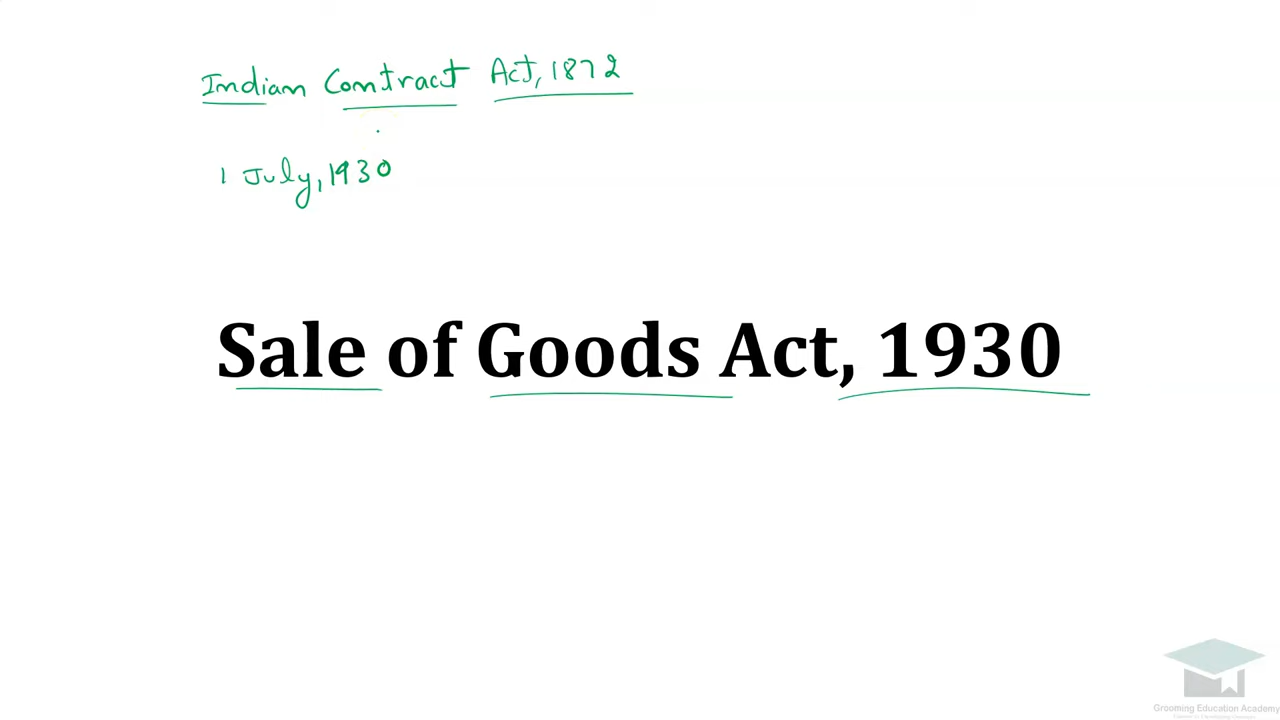 Indian Contract Act, 1872
1 July, 1930
Sale of Goods Act, 1930
Grooming Education Academy